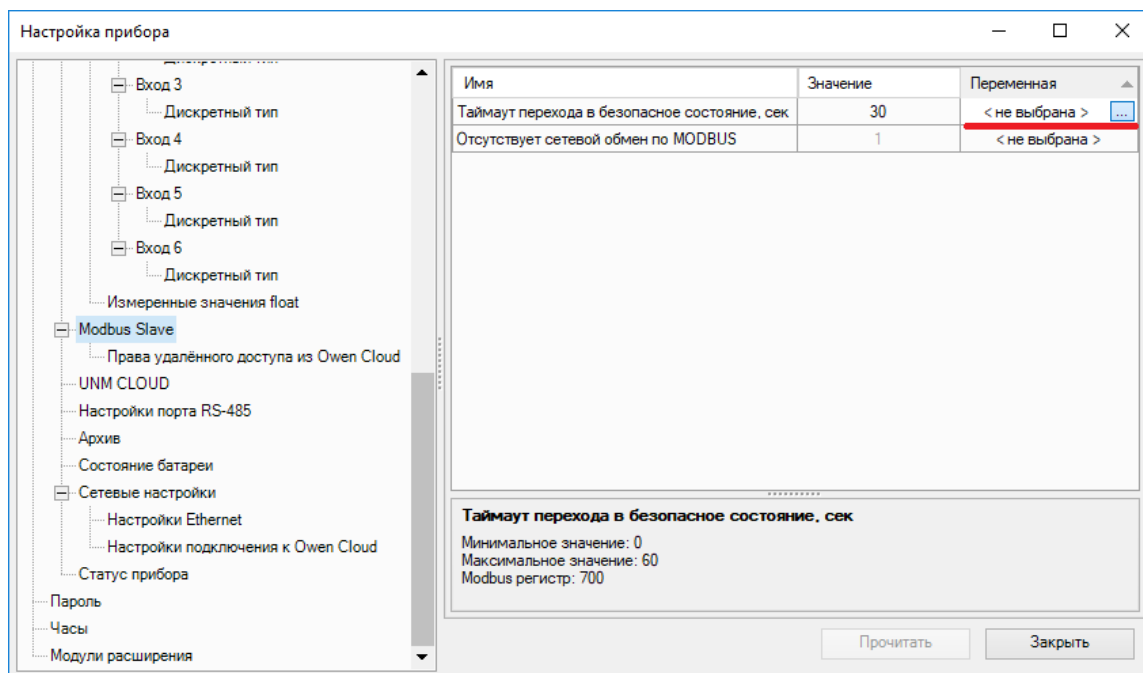 Настройка прибора
Вход 3
Дискретный тип
Вход 4
Дискретный тип
Вход 5
Дискретный тип
Вход 6
Дискретный тип
Измеренные значения float
Modbus Slave
Права удалённого доступа из Owen Cloud
UNM CLOUD
Настройки порта RS-485
Архив
Состояние батареи
Сетевые настройки
Настройки Ethernet
Настройки подключения к Owen Cloud
Статус прибора
Пароль
Часы
Модули расширения
Имя Значение Переменная
Таймаут перехода в безопасное состояние, сек 30 < не выбрана > ...
Отсутствует сетевой обмен по MODBUS 1 < не выбрана >
Таймаут перехода в безопасное состояние, сек
Минимальное значение: 0
Максимальное значение: 60
Modbus регистр: 700
Прочитать Закрыть